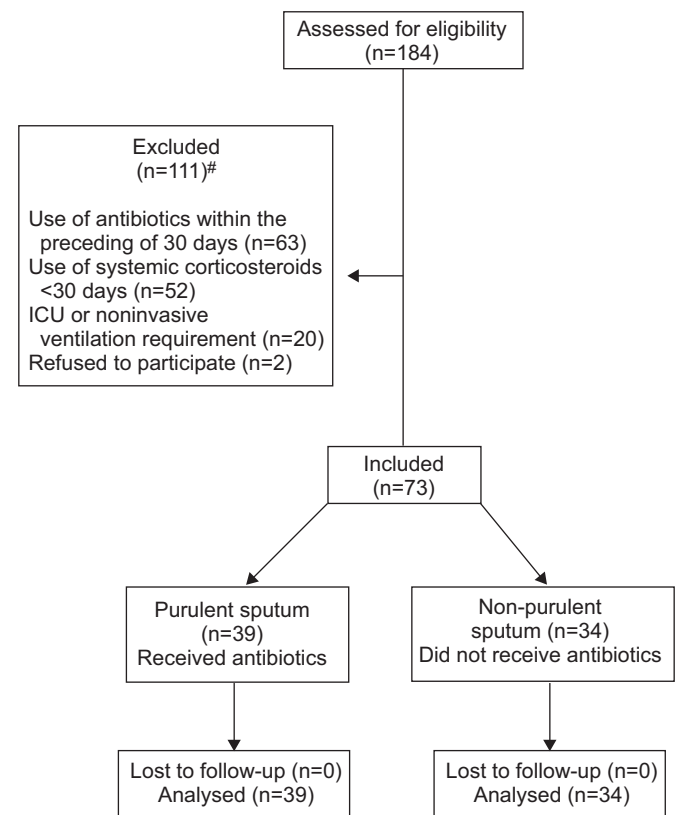 Assessed for eligibility
(n=184)
Excluded
(n=111)#
Use of antibiotics within the
preceding of 30 days (n=63)
Use of systemic corticosteroids
<30 days (n=52)
ICU or noninvasive
ventilation requirement (n=20)
Refused to participate (n=2)
Included
(n=73)
Purulent sputum
(n=39)
Received antibiotics
Non-purulent
sputum (n=34)
Did not receive antibiotics
Lost to follow-up (n=0)
Analysed (n=39)
Lost to follow-up (n=0)
Analysed (n=34)